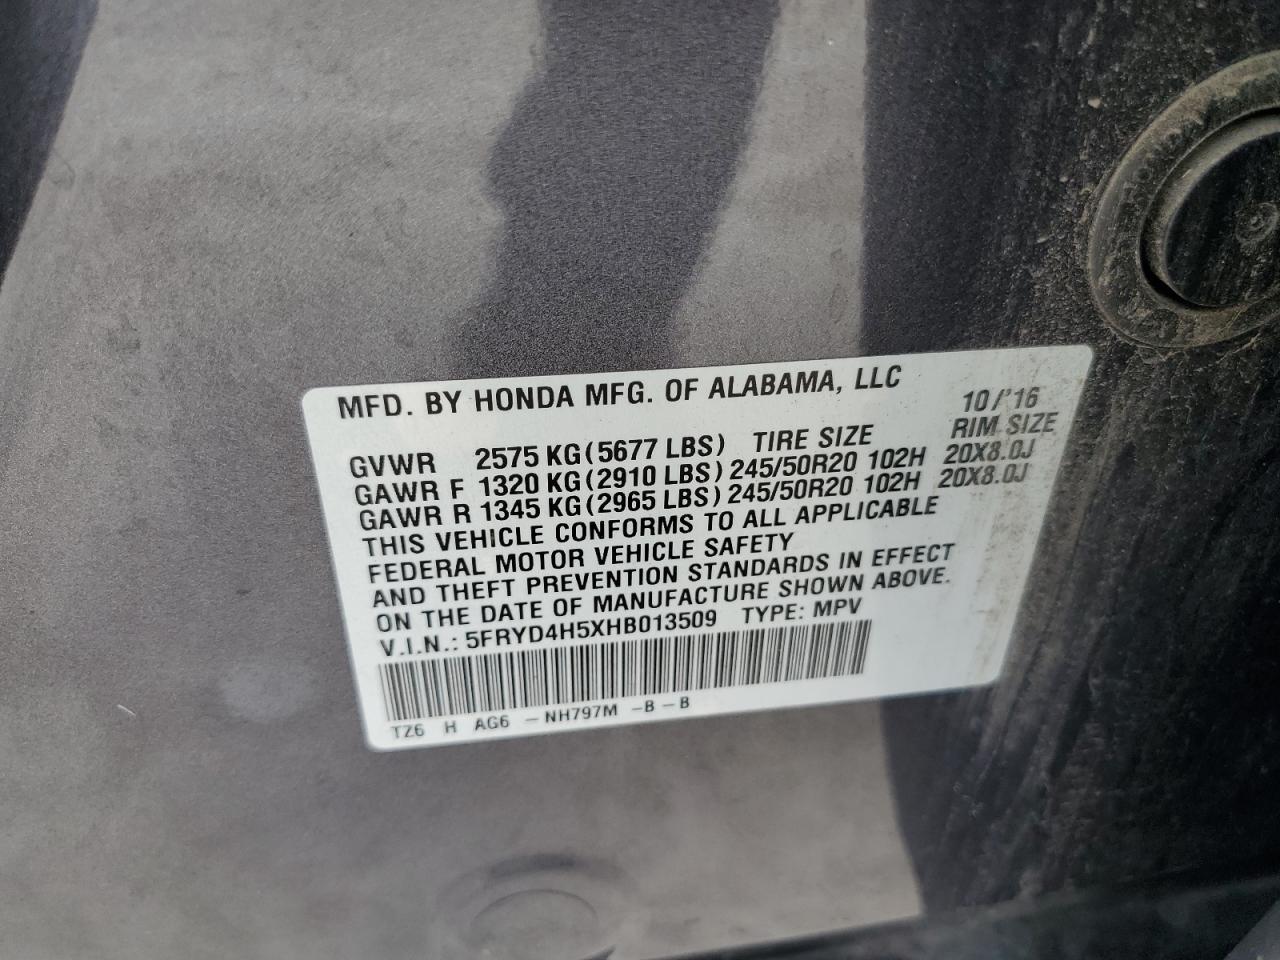 HONDA
MFD. BY HONDA MFG. OF ALABAMA, LLC 10/'16
GVWR 2575 KG(5677 LBS) TIRE SIZE RIM SIZE
GAWR F 1320 KG(2910 LBS) 245/50R20 102H 20X8.0J
GAWR R 1345 KG(2965 LBS) 245/50R20 102H 20X8.0J
THIS VEHICLE CONFORMS TO ALL APPLICABLE
FEDERAL MOTOR VEHICLE SAFETY
AND THEFT PREVENTION STANDARDS IN EFFECT
ON THE DATE OF MANUFACTURE SHOWN ABOVE.
V.I.N.: 5FRYD4H5XHB013509 TYPE: MPV
TZ6 H AG6 -NH797M -B-B